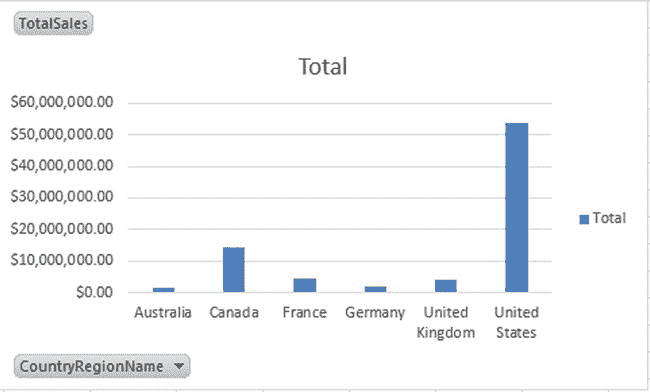 TotalSales
Total
$60,000,000.00
$50,000,000.00
$40,000,000.00
$30,000,000.00
$20,000,000.00
$10,000,000.00
$0.00
Total
Australia Canada France Germany United Kingdom United States
CountryRegionName